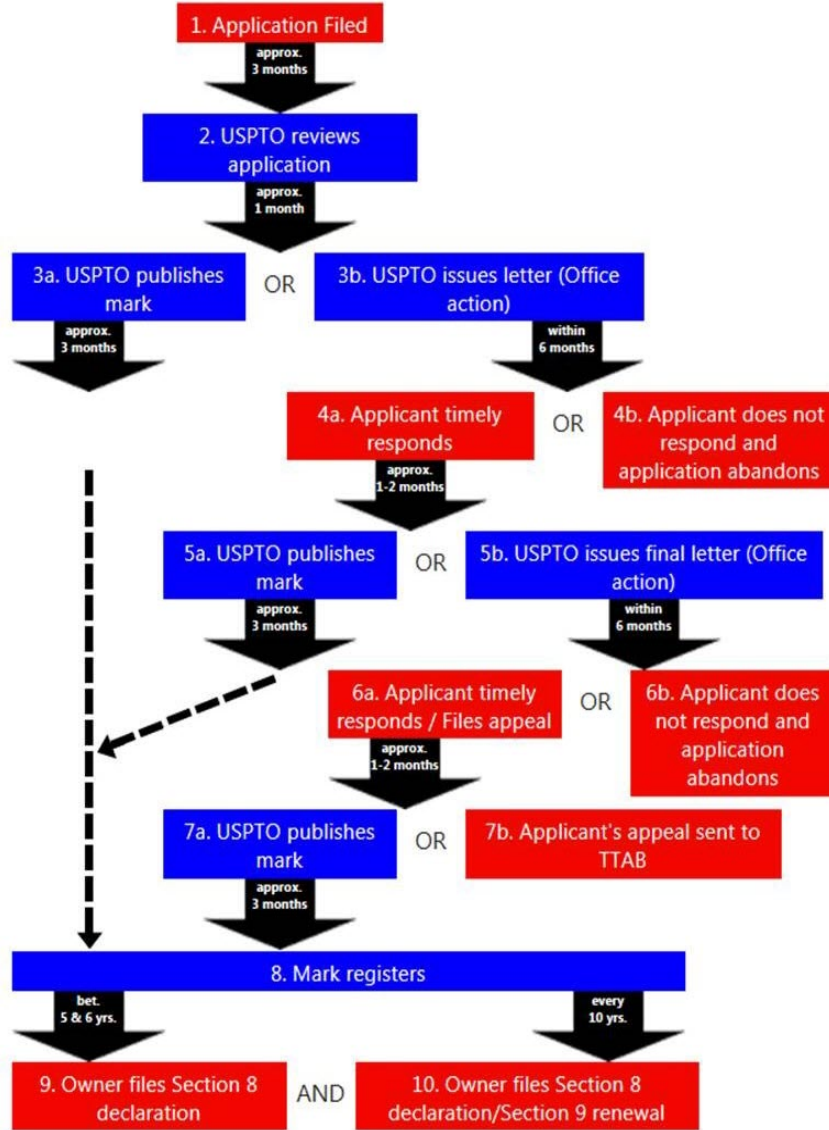 1. Application Filed
approx.
3 months
2. USPTO reviews
application
approx.
1 month
3a. USPTO publishes
mark
OR
3b. USPTO issues letter (Office
action)
approx.
3 months
within
6 months
4a. Applicant timely
responds
OR
4b. Applicant does not
respond and
application abandons
approx.
1-2 months
5a. USPTO publishes
mark
OR
5b. USPTO issues final letter (Office
action)
approx.
3 months
within
6 months
6a. Applicant timely
responds / Files appeal
OR
6b. Applicant does
not respond and
application
abandons
approx.
1-2 months
7a. USPTO publishes
mark
OR
7b. Applicant's appeal sent to
TTAB
approx.
3 months
8. Mark registers
bet.
5 & 6 yrs.
every
10 yrs.
9. Owner files Section 8
declaration
AND
10. Owner files Section 8
declaration/Section 9 renewal